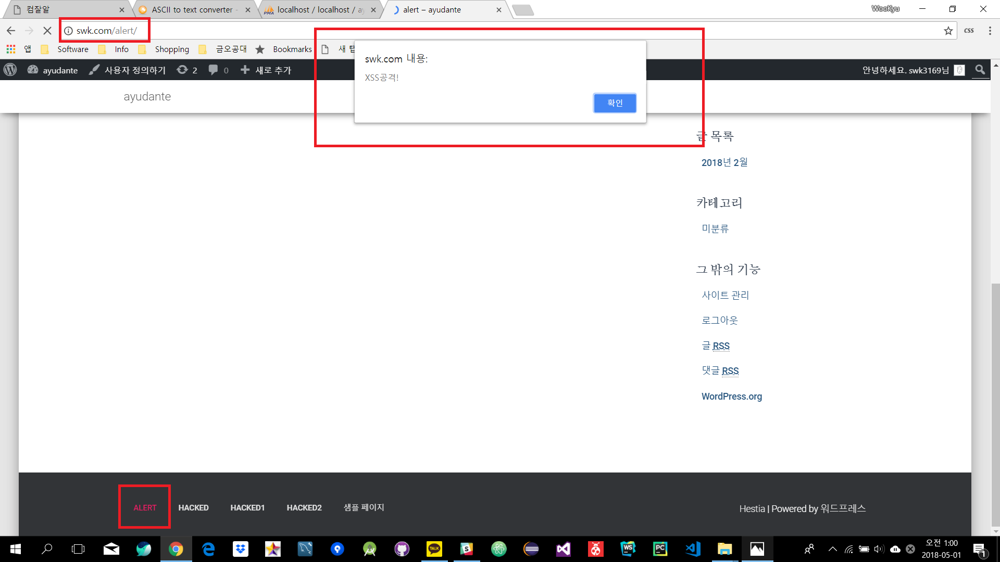 컴잘알
ASCII to text converter -
localhost / localhost / ay
alert – ayudante
WooKyu
swk.com/alert/
css
앱
Software
Info
Shopping
금오공대
Bookmarks
새 탭
swk.com 내용:
XSS공격!
확인
ayudante
사용자 정의하기
2
0
새로 추가
안녕하세요. swk3169님
ayudante
글 목록
2018년 2월
카테고리
미분류
그 밖의 기능
사이트 관리
로그아웃
글 RSS
댓글 RSS
WordPress.org
ALERT
HACKED
HACKED1
HACKED2
샘플 페이지
Hestia | Powered by 워드프레스
오전 1:00
2018-05-01
1
PMA
TALK
S
WS
PC